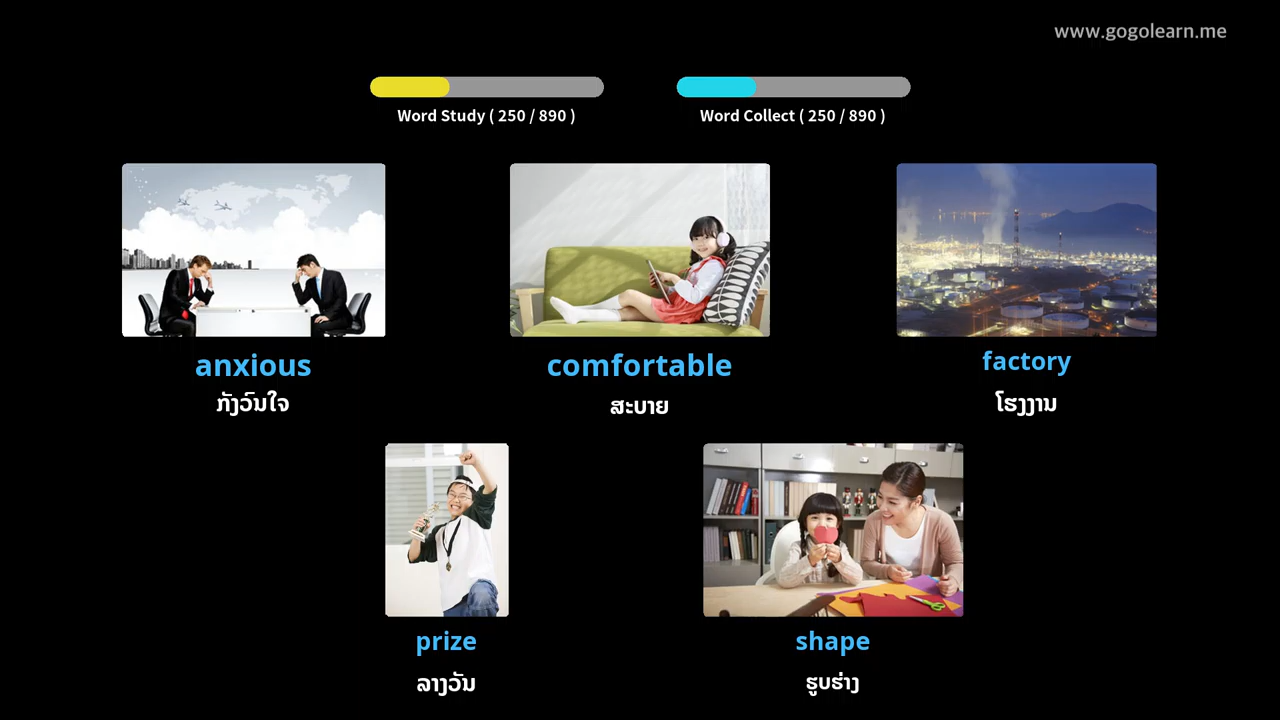 www.gogolearn.me
Word Study ( 250 / 890 )
Word Collect ( 250 / 890 )
anxious
ກັງວົນໃຈ
comfortable
ສະບາຍ
factory
ໂຮງງານ
prize
ລາງວັນ
shape
ຮູບຮ່າງ